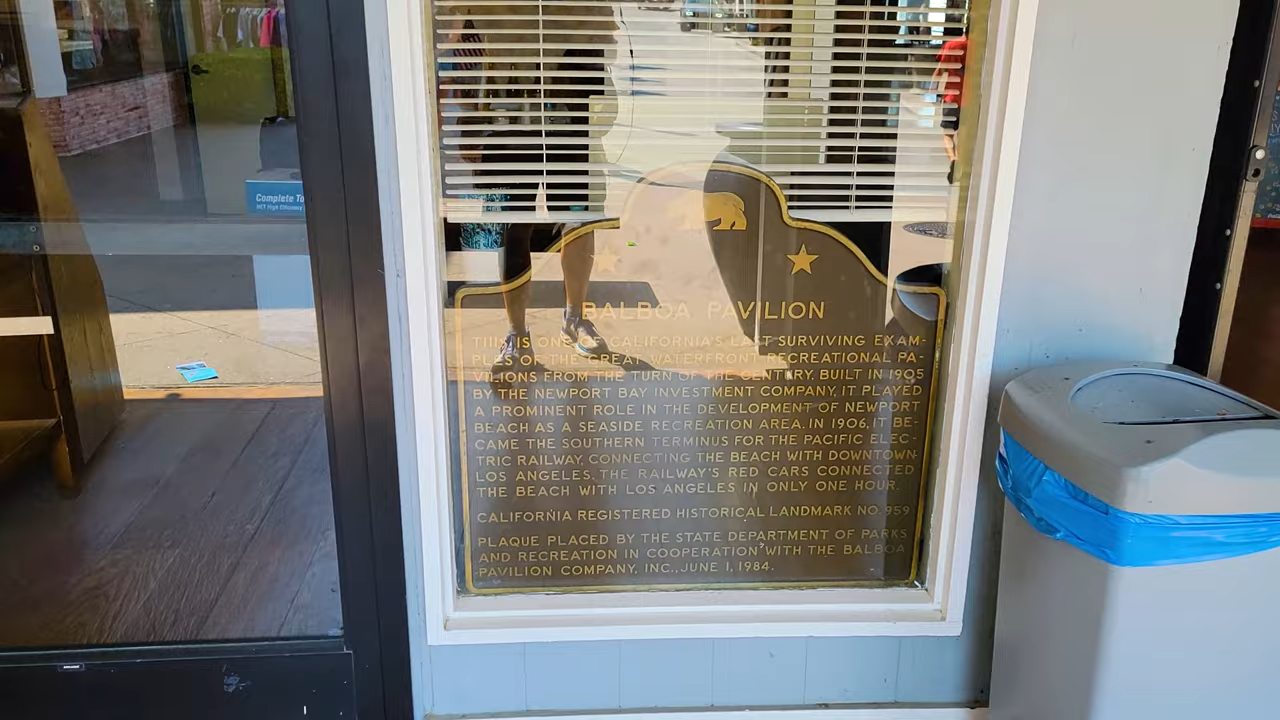 Complete To
MET High Efficiency
BALBOA PAVILION
THIS IS ONE OF CALIFORNIA'S LAST SURVIVING EXAM-
PLES OF THE GREAT WATERFRONT RECREATIONAL PA-
VILIONS FROM THE TURN OF THE CENTURY. BUILT IN 1905
BY THE NEWPORT BAY INVESTMENT COMPANY, IT PLAYED
A PROMINENT ROLE IN THE DEVELOPMENT OF NEWPORT
BEACH AS A SEASIDE RECREATION AREA. IN 1906, IT BE-
CAME THE SOUTHERN TERMINUS FOR THE PACIFIC ELEC-
TRIC RAILWAY, CONNECTING THE BEACH WITH DOWNTOWN
LOS ANGELES. THE RAILWAY'S RED CARS CONNECTED
THE BEACH WITH LOS ANGELES IN ONLY ONE HOUR.
CALIFORNIA REGISTERED HISTORICAL LANDMARK NO. 959
PLAQUE PLACED BY THE STATE DEPARTMENT OF PARKS
AND RECREATION IN COOPERATION WITH THE BALBOA
PAVILION COMPANY, INC., JUNE 1, 1984.